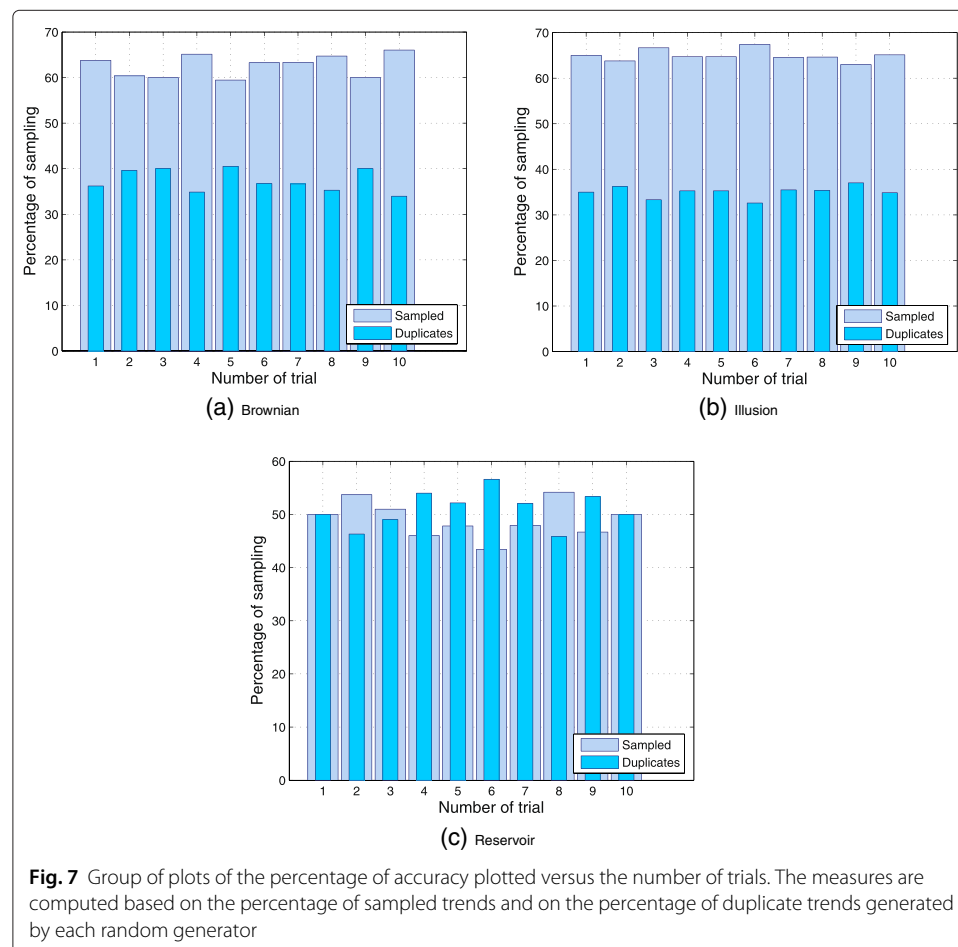 70
60
50
40
30
20
10
0
Percentage of sampling
1 2 3 4 5 6 7 8 9 10
Number of trial
Sampled
Duplicates
(a) Brownian
70
60
50
40
30
20
10
0
Percentage of sampling
1 2 3 4 5 6 7 8 9 10
Number of trial
Sampled
Duplicates
(b) Illusion
60
50
40
30
20
10
0
Percentage of sampling
1 2 3 4 5 6 7 8 9 10
Number of trial
Sampled
Duplicates
(c) Reservoir
Fig. 7 Group of plots of the percentage of accuracy plotted versus the number of trials. The measures are
computed based on the percentage of sampled trends and on the percentage of duplicate trends generated
by each random generator